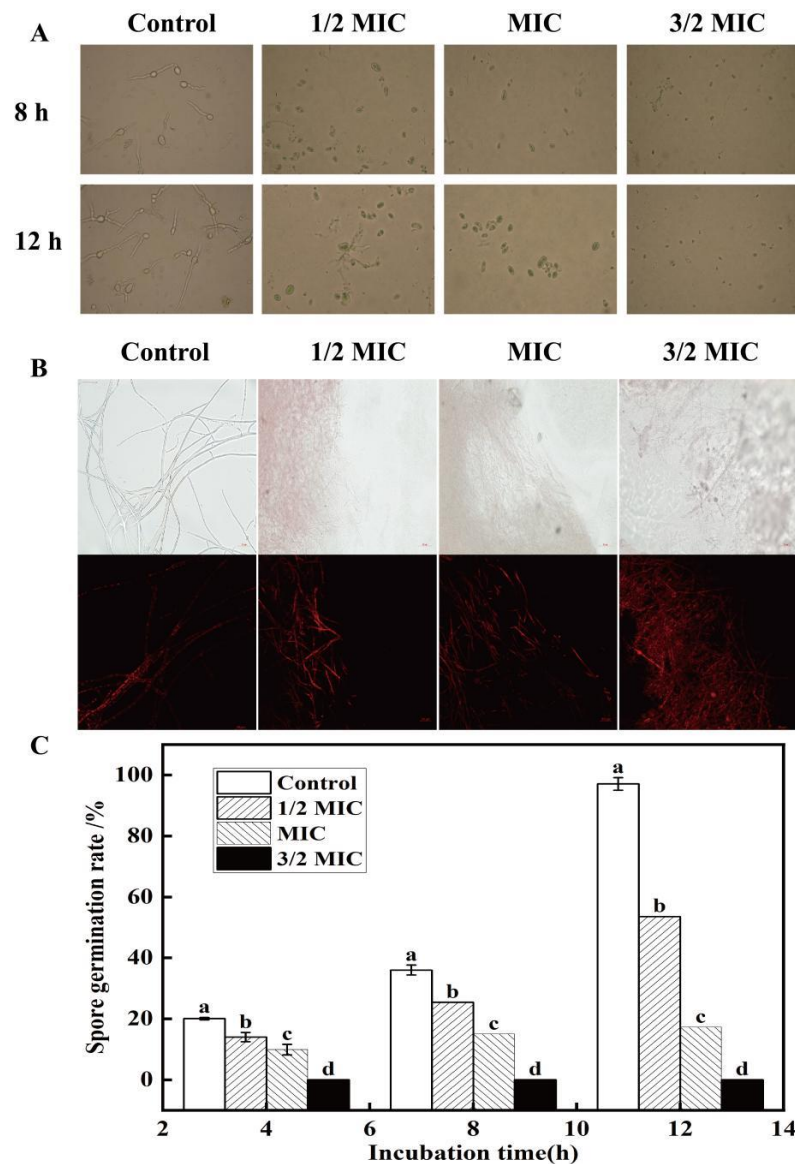 A
Control 1/2 MIC MIC 3/2 MIC
8 h
12 h
B
Control 1/2 MIC MIC 3/2 MIC
C
Spore germination rate /%
100
80
60
40
20
0
Control
1/2 MIC
MIC
3/2 MIC
a b c d
a b c d
a b c d
2 4 6 8 10 12 14
Incubation time(h)